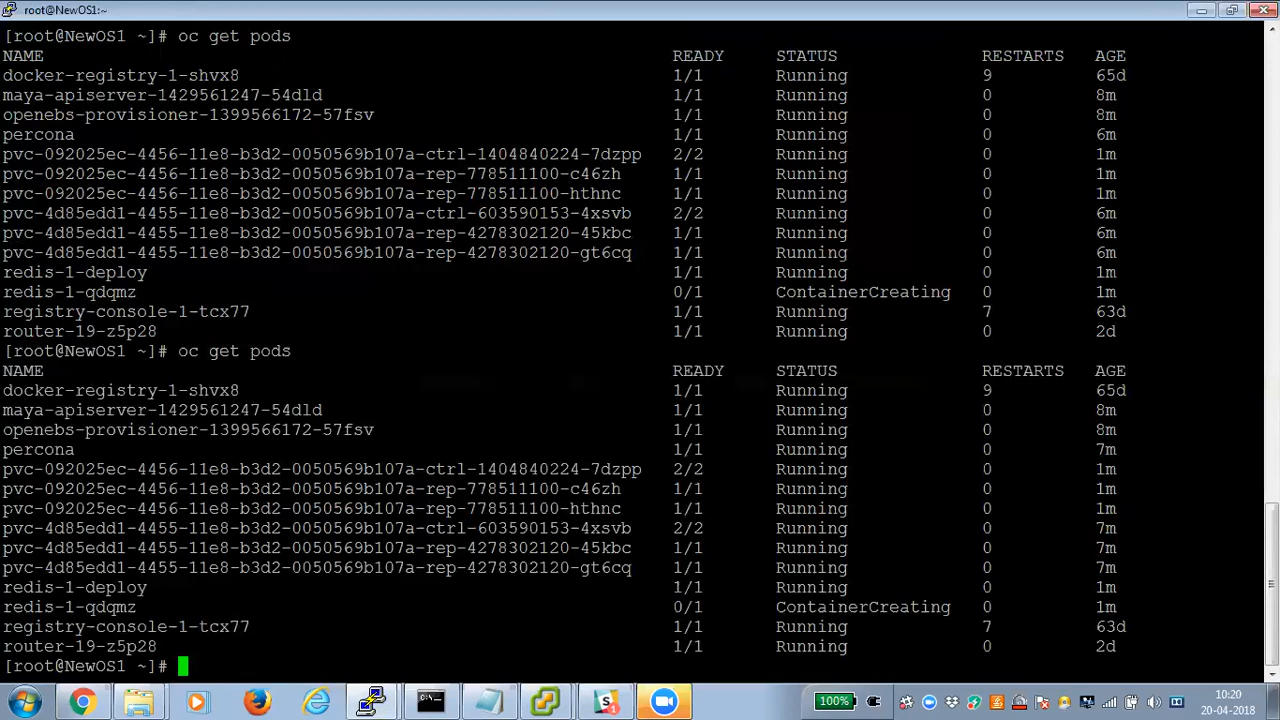 root@NewOS1:~
[root@NewOS1 ~]# oc get pods
NAME READY STATUS RESTARTS AGE
docker-registry-1-shvx8 1/1 Running 9 65d
maya-apiserver-1429561247-54dld 1/1 Running 0 8m
openebs-provisioner-1399566172-57fsv 1/1 Running 0 8m
percona 1/1 Running 0 6m
pvc-092025ec-4456-11e8-b3d2-0050569b107a-ctrl-1404840224-7dzpp 2/2 Running 0 1m
pvc-092025ec-4456-11e8-b3d2-0050569b107a-rep-778511100-c46zh 1/1 Running 0 1m
pvc-092025ec-4456-11e8-b3d2-0050569b107a-rep-778511100-hthnc 1/1 Running 0 1m
pvc-4d85edd1-4455-11e8-b3d2-0050569b107a-ctrl-603590153-4xsvb 2/2 Running 0 6m
pvc-4d85edd1-4455-11e8-b3d2-0050569b107a-rep-4278302120-45kbc 1/1 Running 0 6m
pvc-4d85edd1-4455-11e8-b3d2-0050569b107a-rep-4278302120-gt6cq 1/1 Running 0 6m
redis-1-deploy 1/1 Running 0 1m
redis-1-qdqmz 0/1 ContainerCreating 0 1m
registry-console-1-tcx77 1/1 Running 7 63d
router-19-z5p28 1/1 Running 0 2d
[root@NewOS1 ~]# oc get pods
NAME READY STATUS RESTARTS AGE
docker-registry-1-shvx8 1/1 Running 9 65d
maya-apiserver-1429561247-54dld 1/1 Running 0 8m
openebs-provisioner-1399566172-57fsv 1/1 Running 0 8m
percona 1/1 Running 0 7m
pvc-092025ec-4456-11e8-b3d2-0050569b107a-ctrl-1404840224-7dzpp 2/2 Running 0 1m
pvc-092025ec-4456-11e8-b3d2-0050569b107a-rep-778511100-c46zh 1/1 Running 0 1m
pvc-092025ec-4456-11e8-b3d2-0050569b107a-rep-778511100-hthnc 1/1 Running 0 1m
pvc-4d85edd1-4455-11e8-b3d2-0050569b107a-ctrl-603590153-4xsvb 2/2 Running 0 7m
pvc-4d85edd1-4455-11e8-b3d2-0050569b107a-rep-4278302120-45kbc 1/1 Running 0 7m
pvc-4d85edd1-4455-11e8-b3d2-0050569b107a-rep-4278302120-gt6cq 1/1 Running 0 7m
redis-1-deploy 1/1 Running 0 1m
redis-1-qdqmz 0/1 ContainerCreating 0 1m
registry-console-1-tcx77 1/1 Running 7 63d
router-19-z5p28 1/1 Running 0 2d
[root@NewOS1 ~]#
100%
10:20
20-04-2018